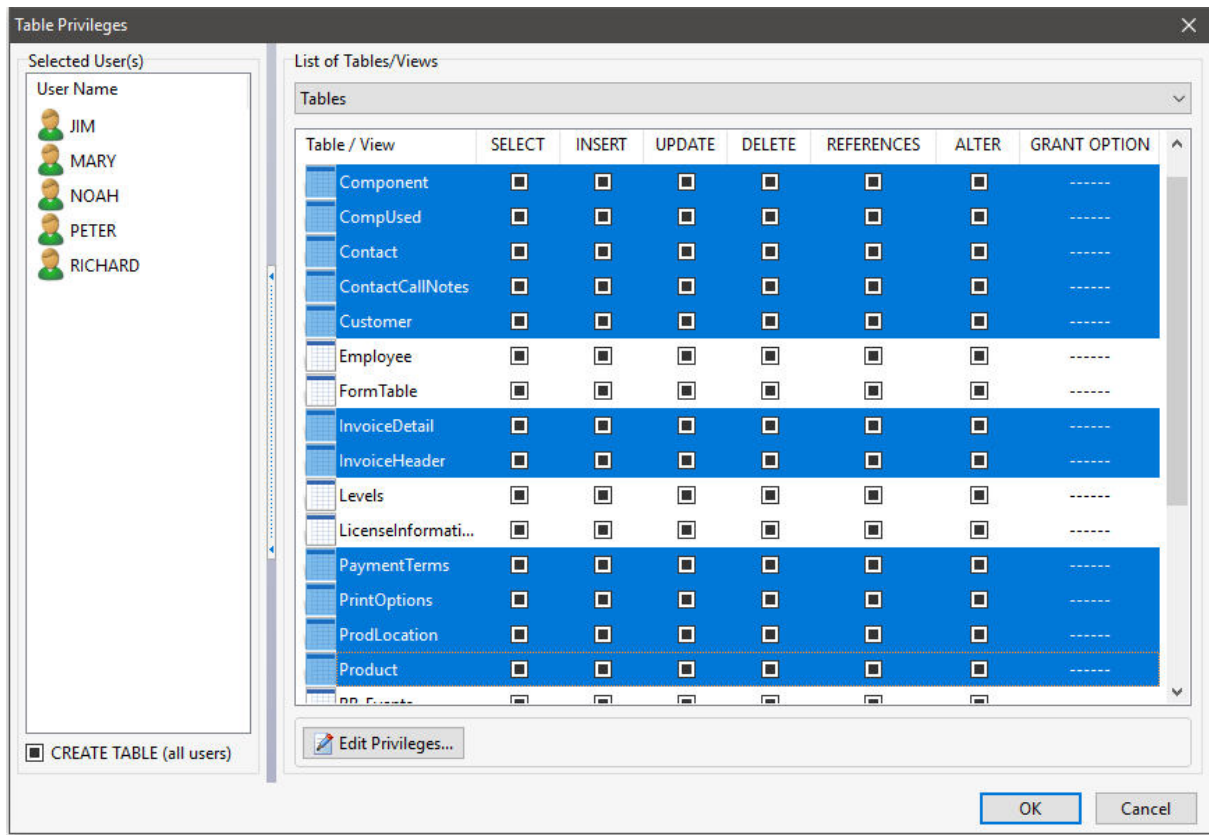 Table Privileges
Selected User(s)
User Name
JIM
MARY
NOAH
PETER
RICHARD
CREATE TABLE (all users)
List of Tables/Views
Tables
Table / View SELECT INSERT UPDATE DELETE REFERENCES ALTER GRANT OPTION
Component ------
CompUsed ------
Contact ------
ContactCallNotes ------
Customer ------
Employee ------
FormTable ------
InvoiceDetail ------
InvoiceHeader ------
Levels ------
LicenseInformati... ------
PaymentTerms ------
PrintOptions ------
ProdLocation ------
Product ------
Edit Privileges...
OK Cancel